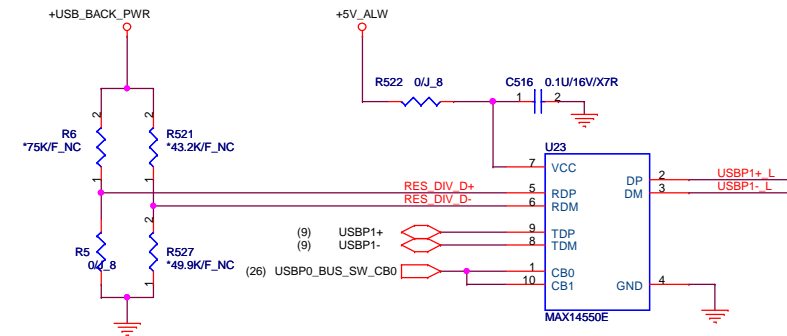 +USB_BACK_PWR
+5V_ALW
R522 0/J_8
C516 0.1U/16V/X7R
1 2
2 2
R6
*75K/F_NC
R521
*43.2K/F_NC
1 1
U23
7 VCC
RES_DIV_D+ 5 RDP
RES_DIV_D- 6 RDM
DP 2 USBP1+_L
DM 3 USBP1-_L
2
R5
0/J_8
R527
*49.9K/F_NC
1
(9) USBP1+ 9 TDP
(9) USBP1- 8 TDM
(26) USBP0_BUS_SW_CB0 1 CB0
10 CB1
GND 4
MAX14550E